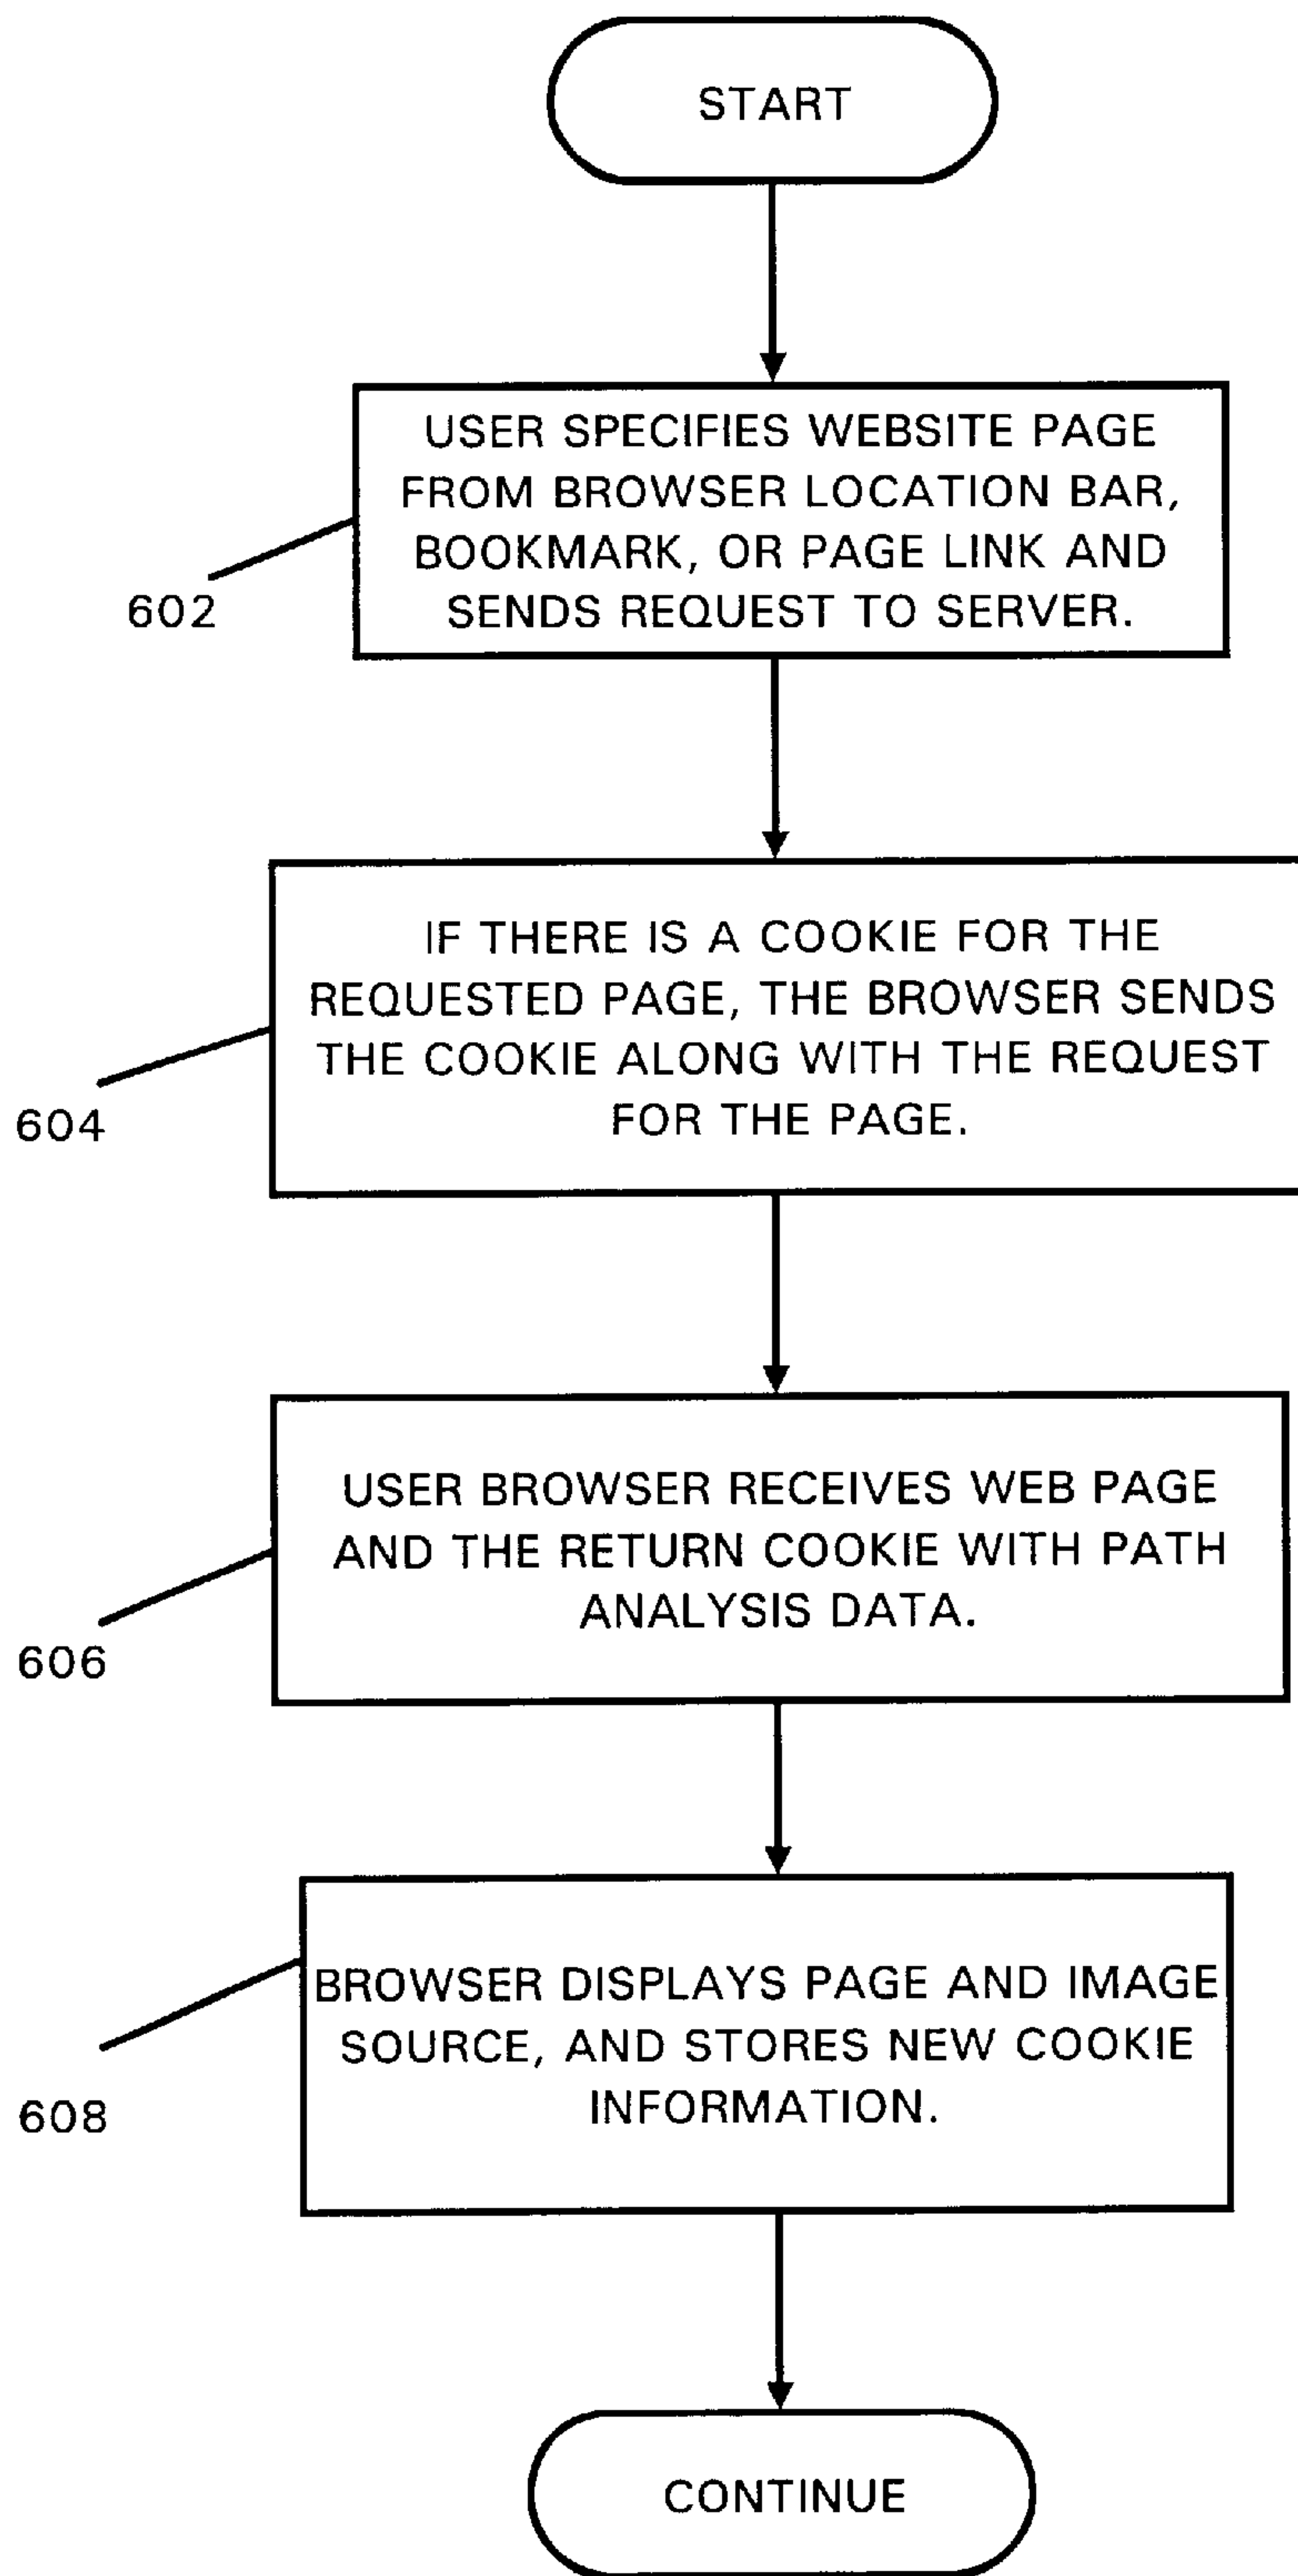 START
USER SPECIFIES WEBSITE PAGE
FROM BROWSER LOCATION BAR,
BOOKMARK, OR PAGE LINK AND
SENDS REQUEST TO SERVER.
602
IF THERE IS A COOKIE FOR THE
REQUESTED PAGE, THE BROWSER SENDS
THE COOKIE ALONG WITH THE REQUEST
FOR THE PAGE.
604
USER BROWSER RECEIVES WEB PAGE
AND THE RETURN COOKIE WITH PATH
ANALYSIS DATA.
606
BROWSER DISPLAYS PAGE AND IMAGE
SOURCE, AND STORES NEW COOKIE
INFORMATION.
608
CONTINUE